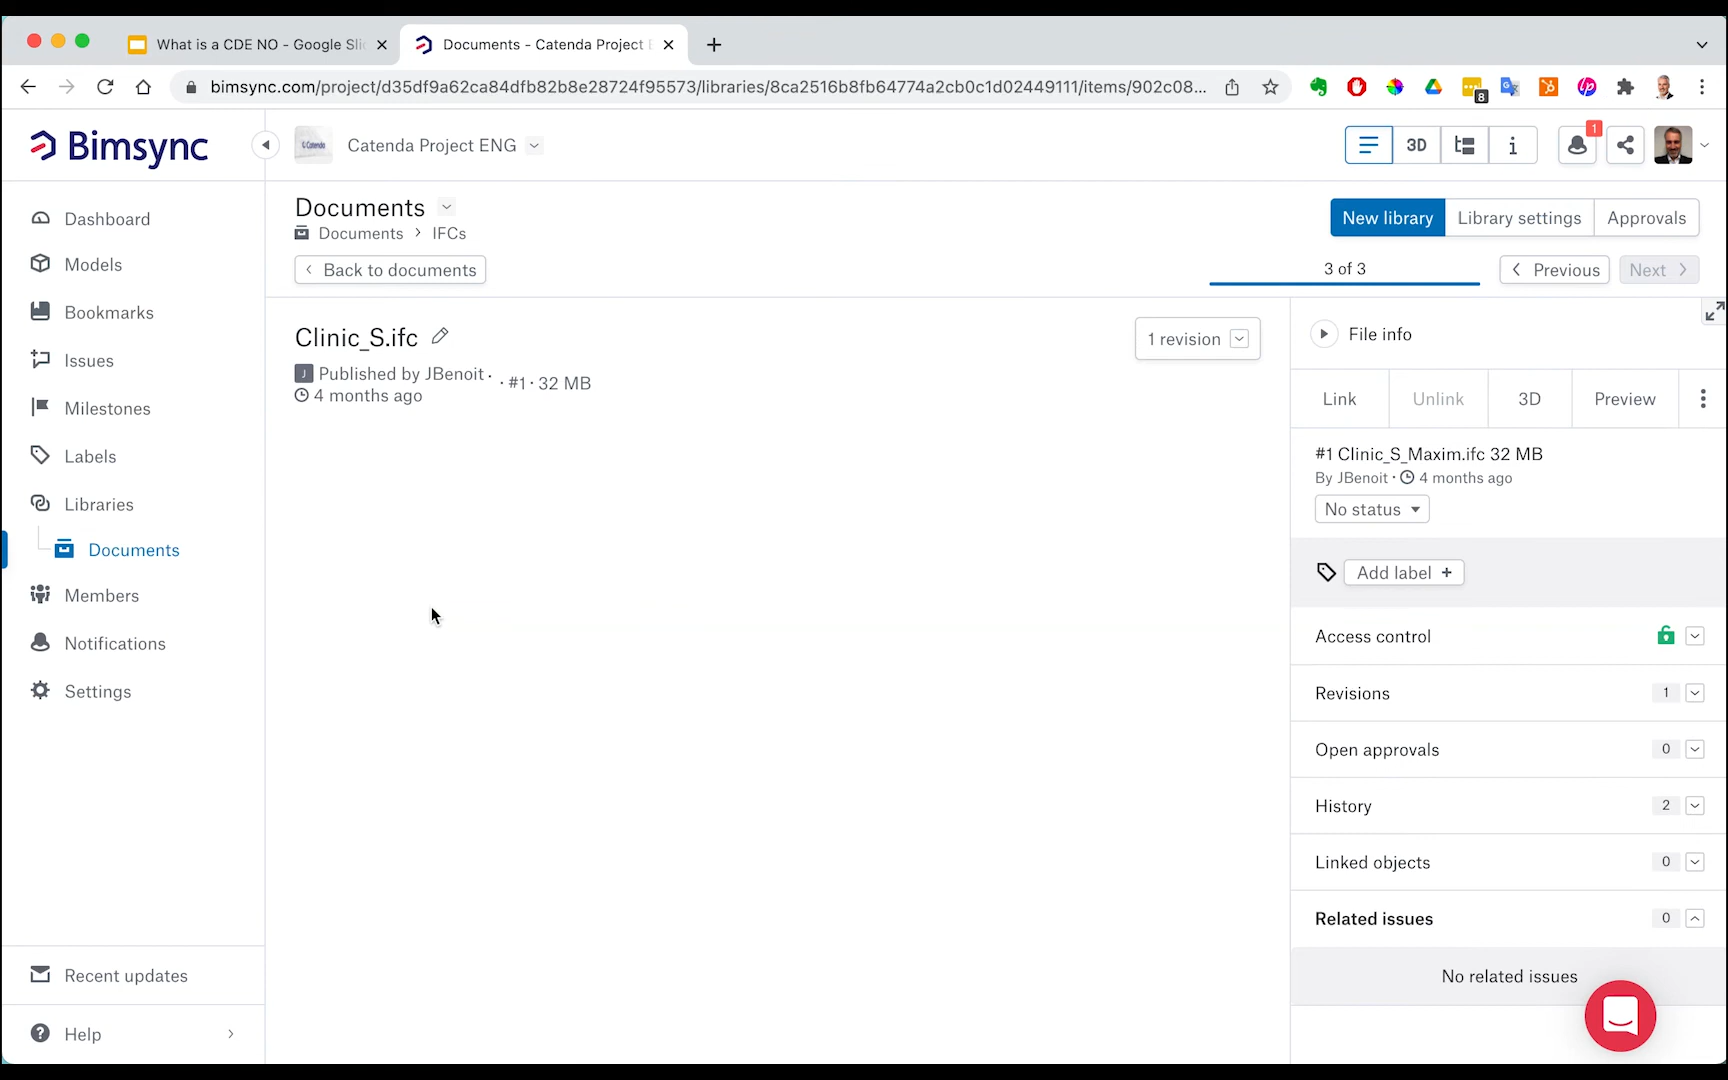 What is a CDE NO - Google Sli
Documents - Catenda Project
bimsync.com/project/d35df9a62ca84dfb82b8e28724f95573/libraries/8ca2516b8fb64774a2cb0c1d02449111/items/902c08...
8
Bimsync
Catenda Project ENG
3D
1
Dashboard
Models
Bookmarks
Issues
Milestones
Labels
Libraries
Documents
Members
Notifications
Settings
Recent updates
Help
Documents
Documents > IFCs
Back to documents
New library
Library settings
Approvals
3 of 3
Previous
Next
Clinic_S.ifc
J Published by JBenoit ·
4 months ago
· #1 · 32 MB
1 revision
File info
Link
Unlink
3D
Preview
#1 Clinic_S_Maxim.ifc 32 MB
By JBenoit · 4 months ago
No status
Add label +
Access control
Revisions 1
Open approvals 0
History 2
Linked objects 0
Related issues 0
No related issues